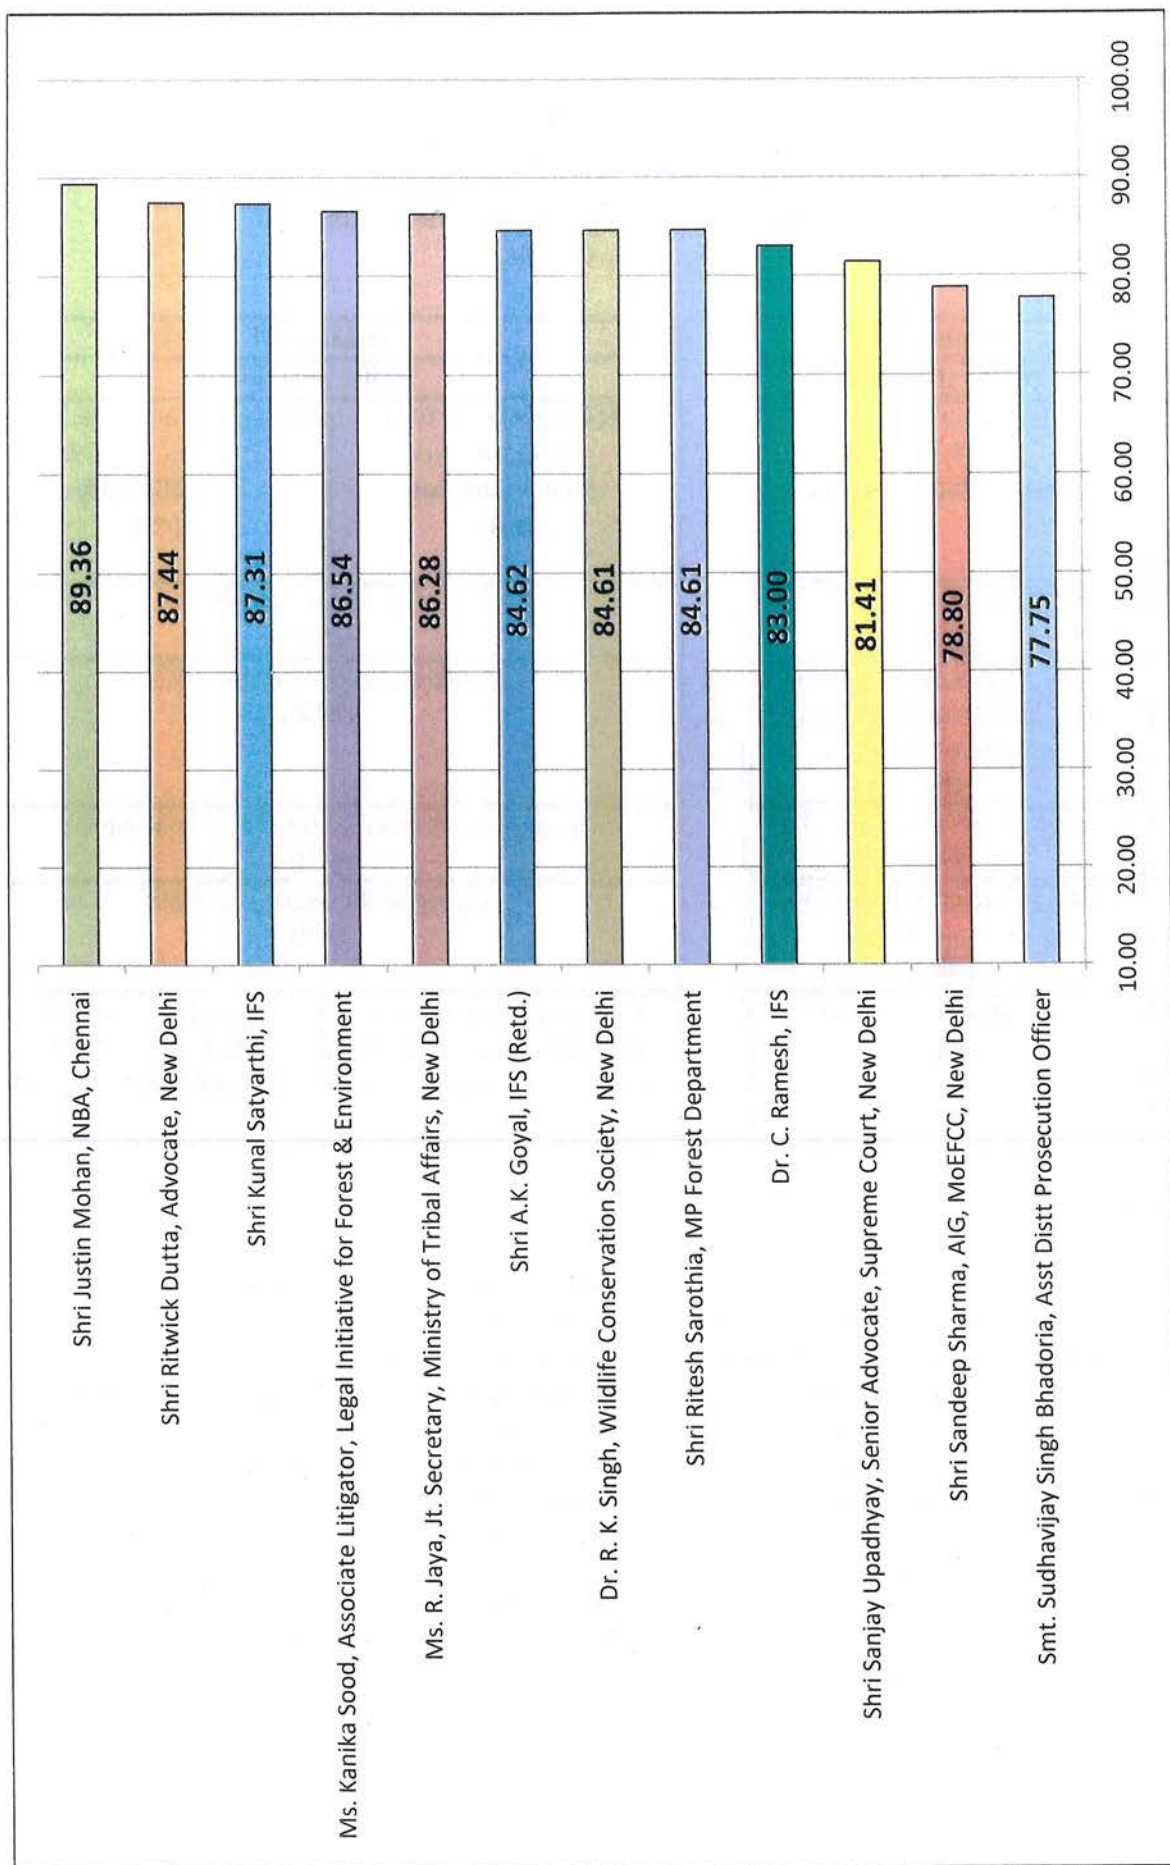 Shri Justin Mohan, NBA, Chennai
89.36
Shri Ritwick Dutta, Advocate, New Delhi
87.44
Shri Kunal Satyarthi, IFS
87.31
Ms. Kanika Sood, Associate Litigator, Legal Initiative for Forest & Environment
86.54
Ms. R. Jaya, Jt. Secretary, Ministry of Tribal Affairs, New Delhi
86.28
Shri A.K. Goyal, IFS (Retd.)
84.62
Dr. R. K. Singh, Wildlife Conservation Society, New Delhi
84.61
Shri Ritesh Sarothia, MP Forest Department
84.61
Dr. C. Ramesh, IFS
83.00
Shri Sanjay Upadhyay, Senior Advocate, Supreme Court, New Delhi
81.41
Shri Sandeep Sharma, AIG, MoEFCC, New Delhi
78.80
Smt. Sudhavijay Singh Bhadoria, Asst Distt Prosecution Officer
77.75
10.00 20.00 30.00 40.00 50.00 60.00 70.00 80.00 90.00 100.00